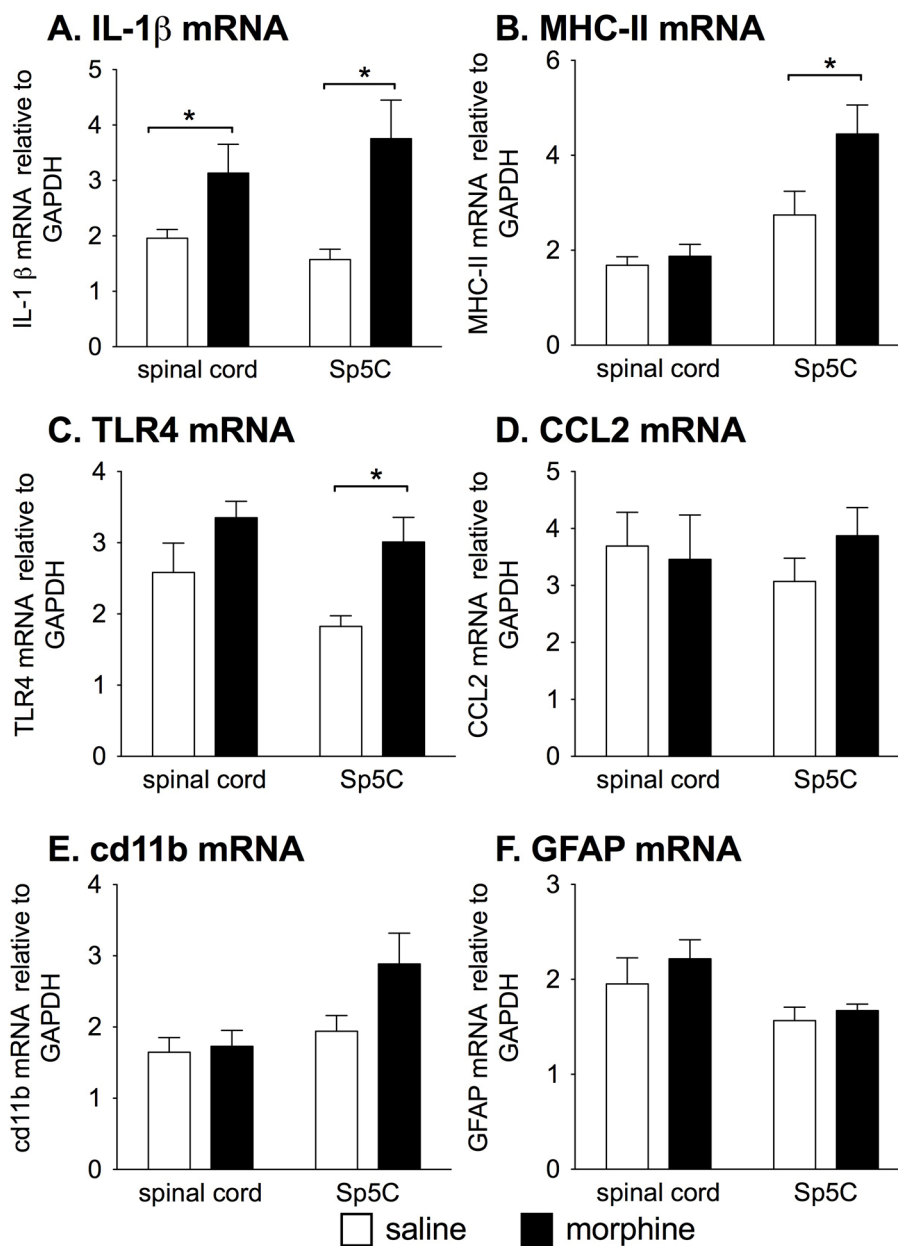 A. IL-1β mRNA
IL-1 β mRNA relative to
GAPDH
5
4
3
2
1
0
*
*
spinal cord
Sp5C
B. MHC-II mRNA
MHC-II mRNA relative to
GAPDH
6
4
2
0
*
spinal cord
Sp5C
C. TLR4 mRNA
TLR4 mRNA relative to
GAPDH
4
3
2
1
0
*
spinal cord
Sp5C
D. CCL2 mRNA
CCL2 mRNA relative to
GAPDH
5
4
3
2
1
0
spinal cord
Sp5C
E. cd11b mRNA
cd11b mRNA relative to
GAPDH
4
3
2
1
0
spinal cord
Sp5C
F. GFAP mRNA
GFAP mRNA relative to
GAPDH
3
2
1
0
spinal cord
Sp5C
saline
morphine